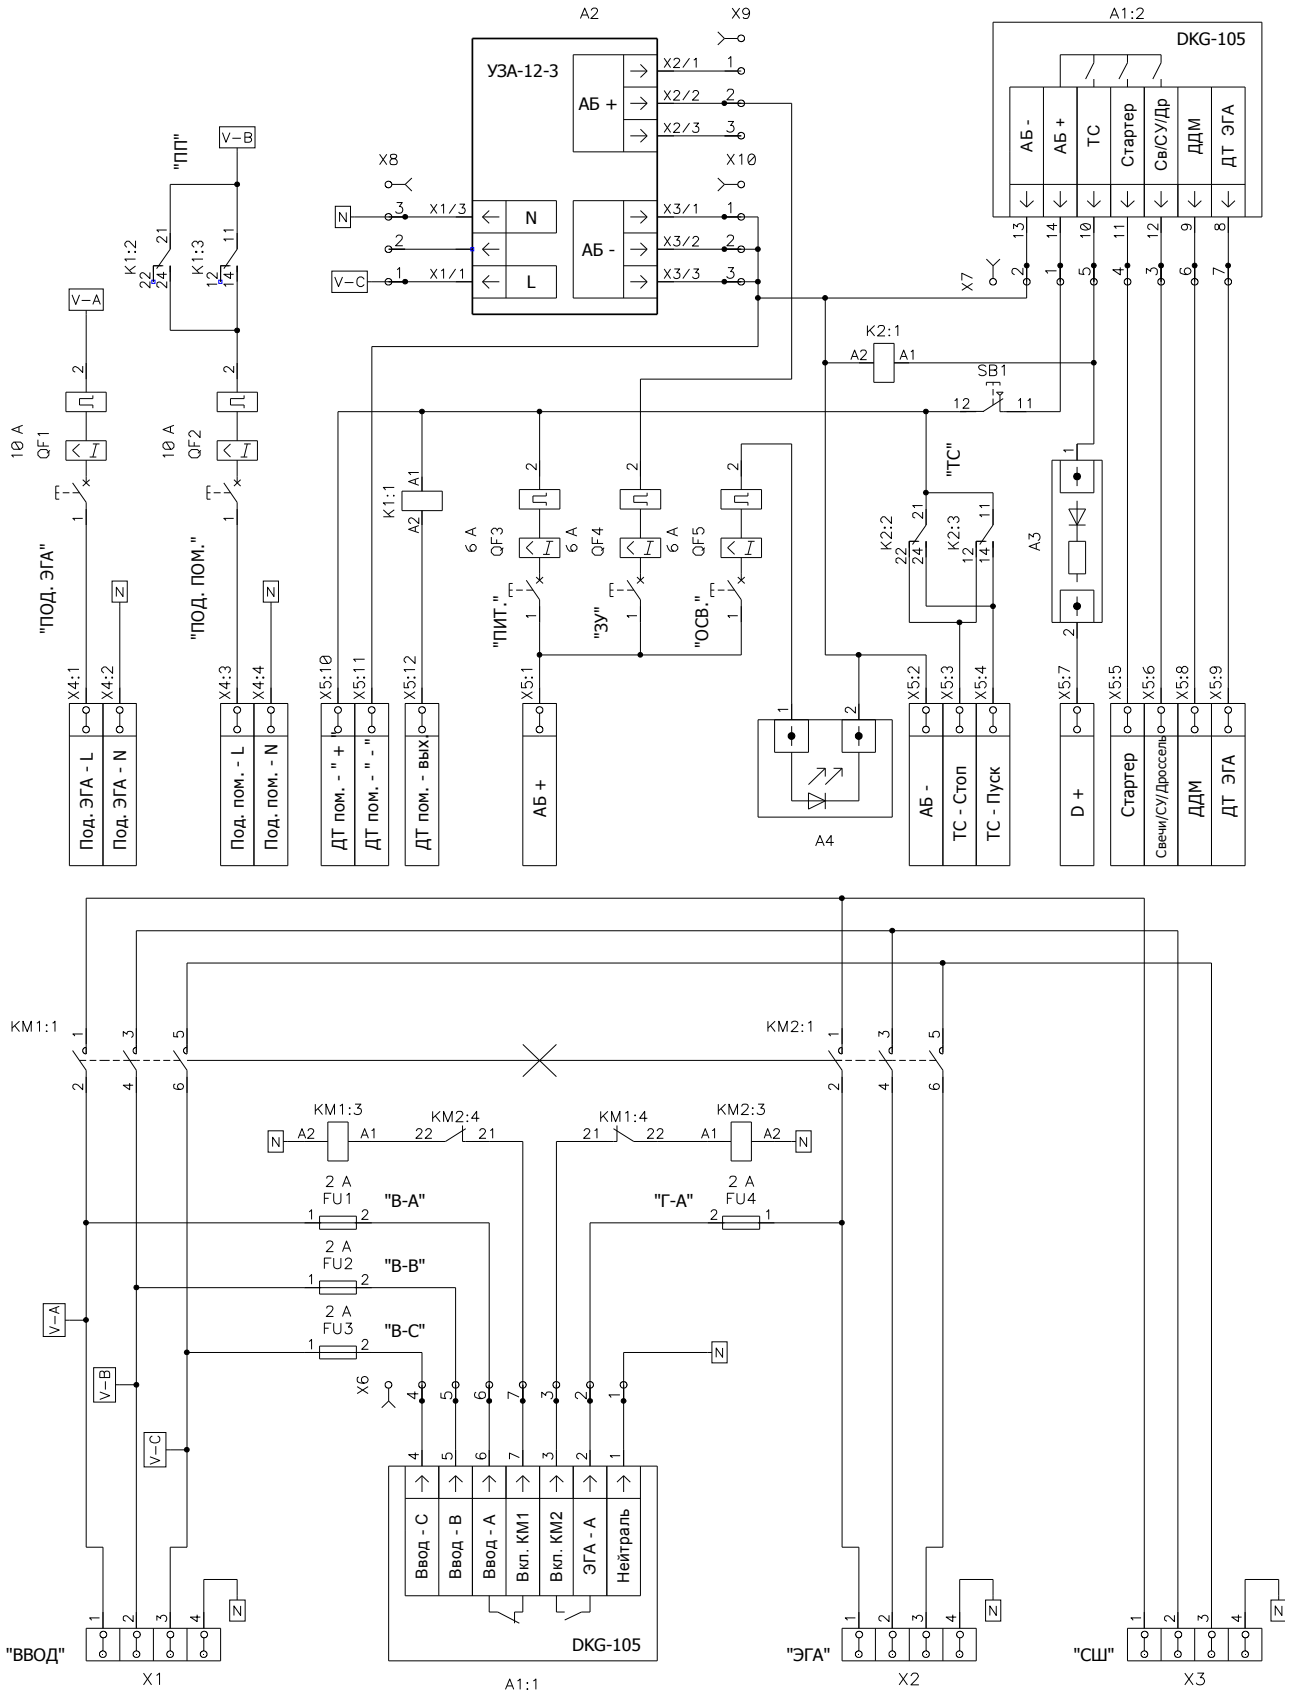 A2
X9
A1:2
DKG-105
УЗА-12-3
X2/1
1
АБ +
X2/2
2
X2/3
3
V-B
"ПП"
X8
X10
АБ -
АБ +
ТС
Стартер
Св/СУ/Др
ДДМ
ДТ ЭГА
N
3
X1/3
N
X3/1
1
2
АБ -
X3/2
2
V-C
1
X1/1
L
X3/3
3
13
14
10
11
12
9
8
X7
2
1
5
4
3
6
7
K1:2
21
22
24
K1:3
11
12
14
V-A
K2:1
A2
A1
SB1
12
11
2
10 A
QF1
1
2
10 A
QF2
1
"ПОД. ЭГА"
"ПОД. ПОМ."
N
N
K1:1
A1
A2
2
6 A
QF3
"ПИТ."
1
2
6 A
QF4
"ЗУ"
1
2
6 A
QF5
"ОСВ."
1
"ТС"
K2:2
21
22
24
K2:3
11
12
14
A3
1
2
X4:1
X4:2
X4:3
X4:4
X5:10
X5:11
X5:12
X5:1
1
2
X5:2
X5:3
X5:4
X5:7
X5:5
X5:6
X5:8
X5:9
Под. ЭГА - L
Под. ЭГА - N
Под. пом. - L
Под. пом. - N
ДТ пом. - " + "
ДТ пом. - " - "
ДТ пом. - вых.
АБ +
A4
АБ -
ТС - Стоп
ТС - Пуск
D +
Стартер
Свечи/СУ/Дроссель
ДДМ
ДТ ЭГА
KM1:1
1
3
5
2
4
6
KM2:1
1
3
5
2
4
6
KM1:3
KM2:4
KM1:4
KM2:3
N
A2
A1
22
21
21
22
A1
A2
N
2 A
FU1
1
2
"В-А"
"Г-А"
2 A
FU4
2
1
2 A
FU2
1
2
"В-В"
V-A
2 A
FU3
1
2
"В-С"
N
V-B
X6
4
5
6
7
3
2
1
V-C
4
5
6
7
3
2
1
Ввод - С
Ввод - В
Ввод - А
Вкл. КМ1
Вкл. КМ2
ЭГА - А
Нейтраль
DKG-105
A1:1
"ВВОД"
1
2
3
4
N
X1
"ЭГА"
1
2
3
4
N
X2
"СШ"
1
2
3
4
N
X3